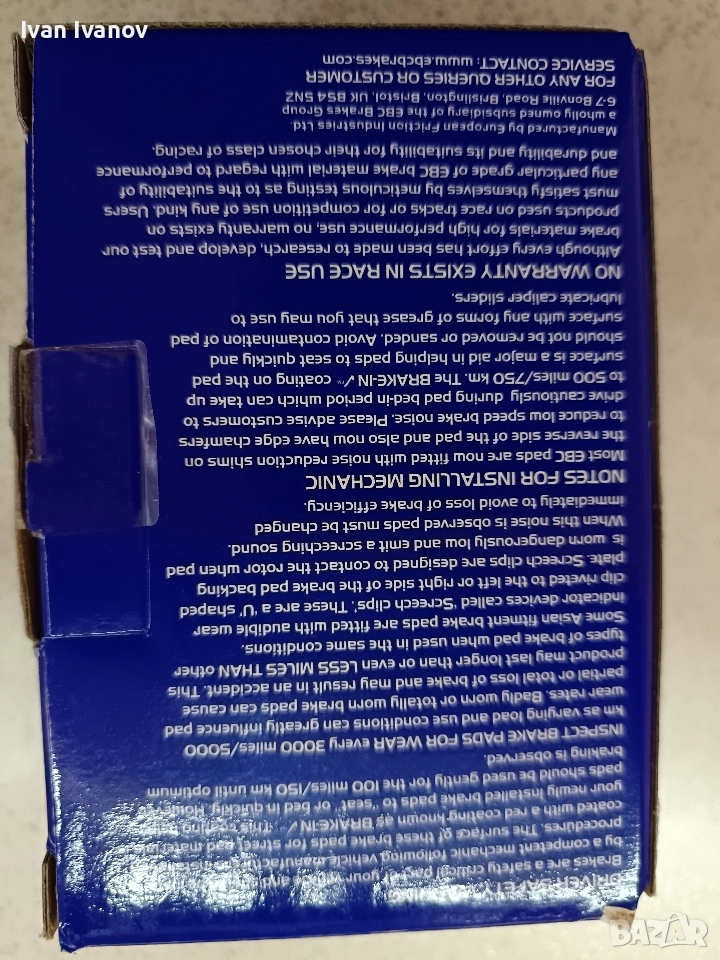 Ivan Ivanov
DRIVER SAFETY
Brakes are a safety critical part of your vehicle and
by a competent mechanic following vehicle manufacturers
procedures. The surface of these brake pads for street
coated with a red coating known as BRAKE-IN ✓™ this coating
your newly installed brake pads to "seat" or bed in quickly.
pads should be used gently for the 100 miles/150 km until optimum
braking is observed.
INSPECT BRAKE PADS FOR WEAR every 3000 miles/5000
km as varying load and use conditions can greatly influence pad
wear rates. Badly worn or totally worn brake pads can cause
partial or total loss of brake and may result in an accident. This
product may last longer than or even LESS MILES THAN other
types of brake pad when used in the same conditions.
Some Asian fitment brake pads are fitted with audible wear
indicator devices called 'Screech clips'. These are a 'U' shaped
clip riveted to the left or right side of the brake pad backing
plate. Screech clips are designed to contact the rotor when pad
is worn dangerously low and emit a screeching sound.
When this noise is observed pads must be changed
immediately to avoid to loss of brake efficiency.
NOTES FOR INSTALLING MECHANIC
Most EBC pads are now fitted with noise reduction shims on
the reverse side of the pad and also now have edge chamfers
to reduce low speed brake noise. Please advise customers to
drive cautiously during pad bed-in period which can take up
to 500 miles/750 km. The BRAKE-IN ✓™ coating on the pad
surface is a major aid in helping pads to seat quickly and
should not be removed or sanded. Avoid contamination of pad
surface with any forms of grease that you may use to
lubricate caliper sliders.
NO WARRANTY EXISTS IN RACE USE
Although every effort has been made to research, develop and test our
brake materials for high performance use, no warranty exists on
products used on race tracks or for competition use of any kind. Users
must satisfy themselves by meticulous testing as to the suitability of
any particular grade of EBC brake material with regard to performance
and durability and its suitability for their chosen class of racing.
Manufactured by European Friction Industries Ltd.
a wholly owned subsidiary of the EBC Brakes Group
6-7 Bonville Road, Brislington, Bristol, UK BS4 5NZ
FOR ANY OTHER QUERIES OR CUSTOMER
SERVICE CONTACT: www.ebcbrakes.com
BAZAR